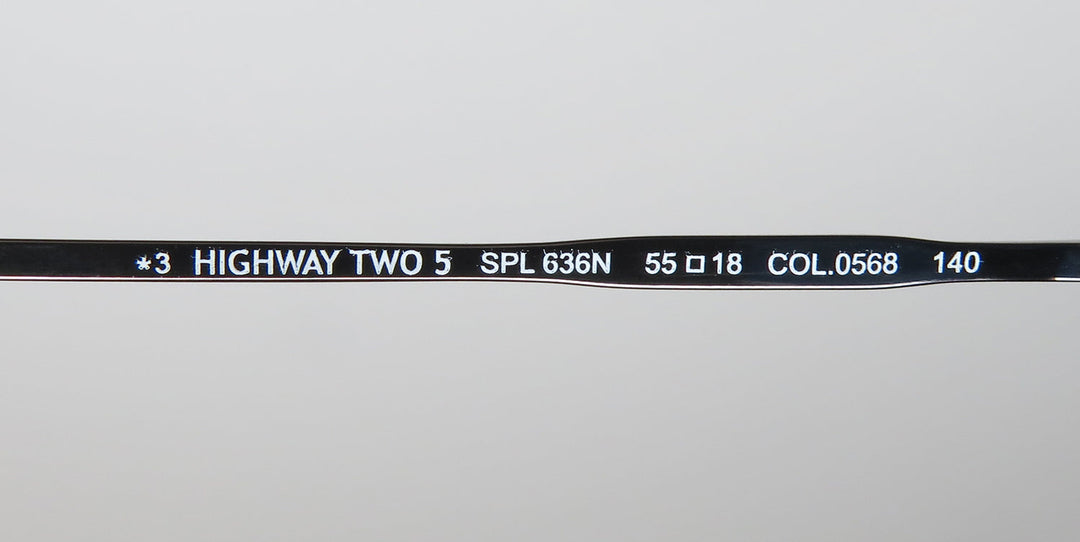 *3 HIGHWAY TWO 5 SPL 636N 55□18 COL.0568 140